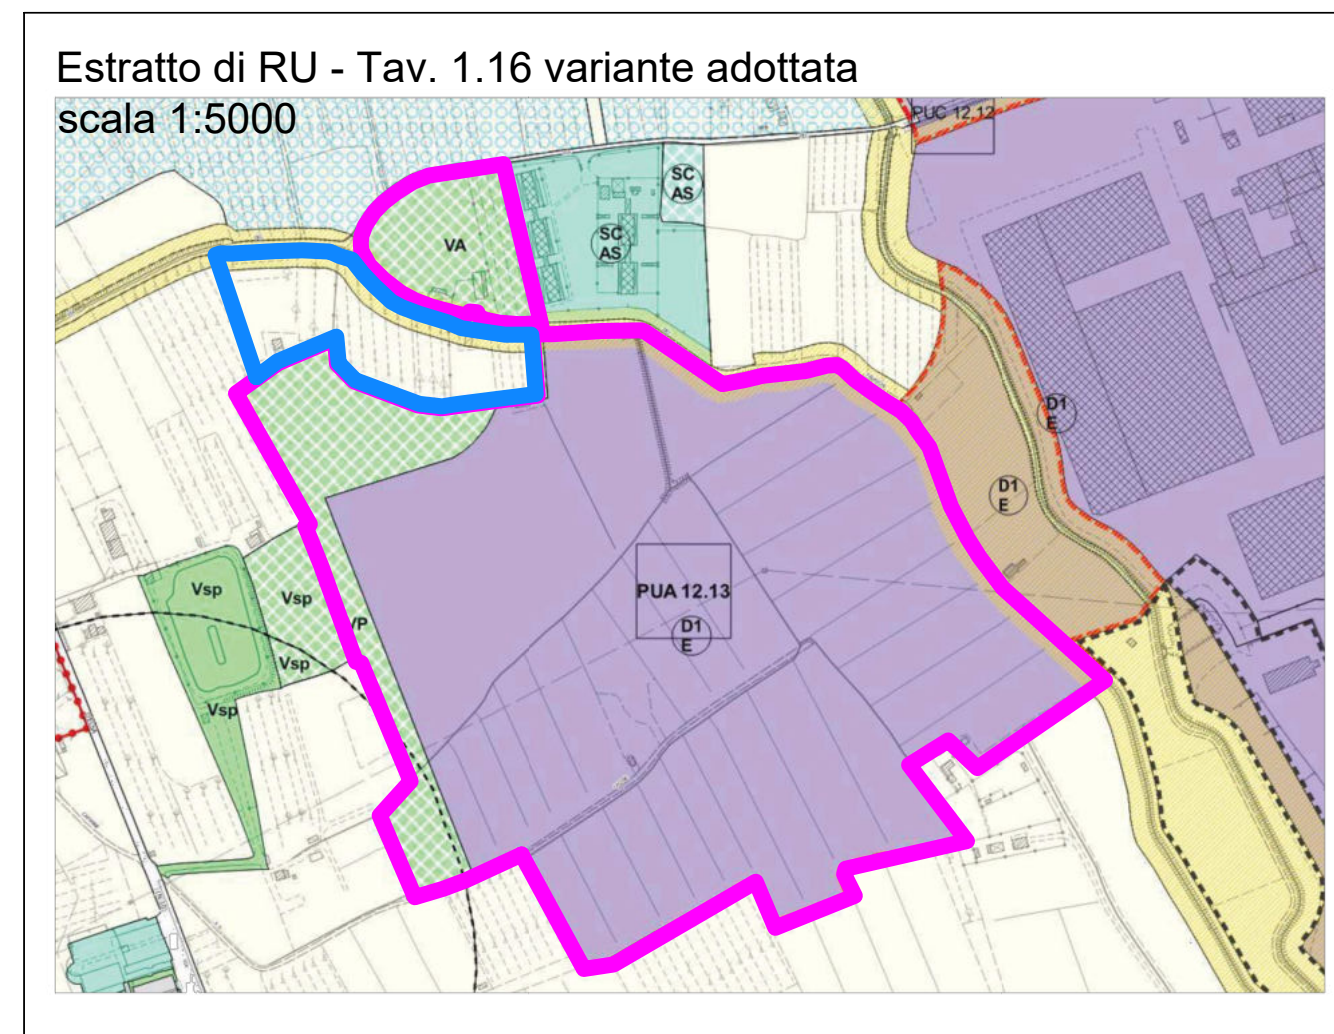 Estratto di RU - Tav. 1.16 variante adottata
scala 1:5000
PUC 12.12
SC
AS
VA
SC
AS
D1
E
D1
E
Vsp
Vsp
PUA 12.13
VP
D1
E
Vsp
Vsp